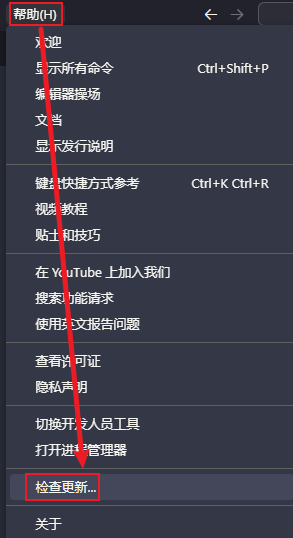 帮助(H)
欢迎
显示所有命令 Ctrl+Shift+P
编辑器操场
文档
显示发行说明
键盘快捷方式参考 Ctrl+K Ctrl+R
视频教程
贴士和技巧
在 YouTube 上加入我们
搜索功能请求
使用英文报告问题
查看许可证
隐私声明
切换开发人员工具
打开进程管理器
检查更新...
关于